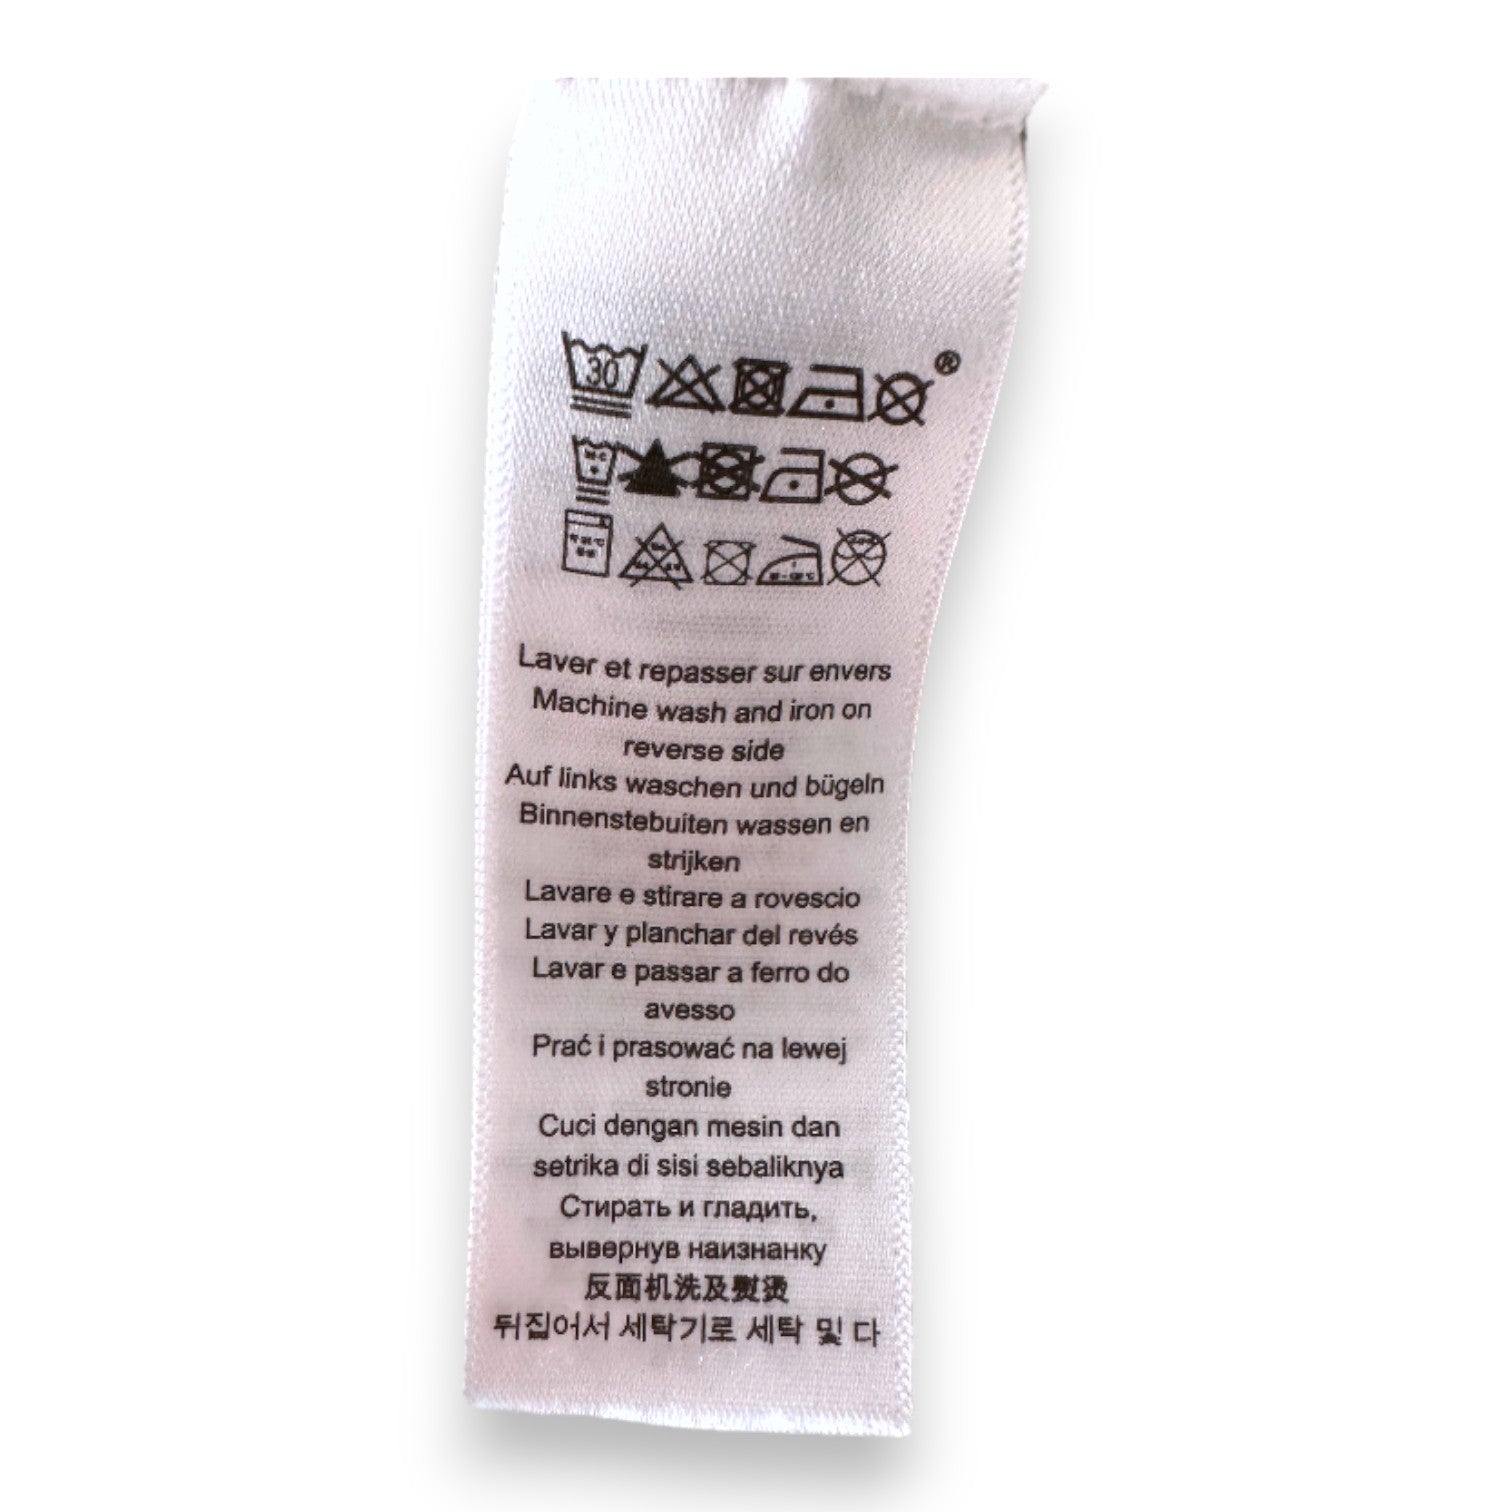 30
®
Laver et repasser sur envers
Machine wash and iron on
reverse side
Auf links waschen und bügeln
Binnenstebuiten wassen en
strijken
Lavare e stirare a rovescio
Lavar y planchar del revés
Lavar e passar a ferro do
avesso
Prać i prasować na lewej
stronie
Cuci dengan mesin dan
setrika di sisi sebaliknya
Стирать и гладить,
вывернув наизнанку
反面机洗及熨烫
뒤집어서 세탁기로 세탁 및 다